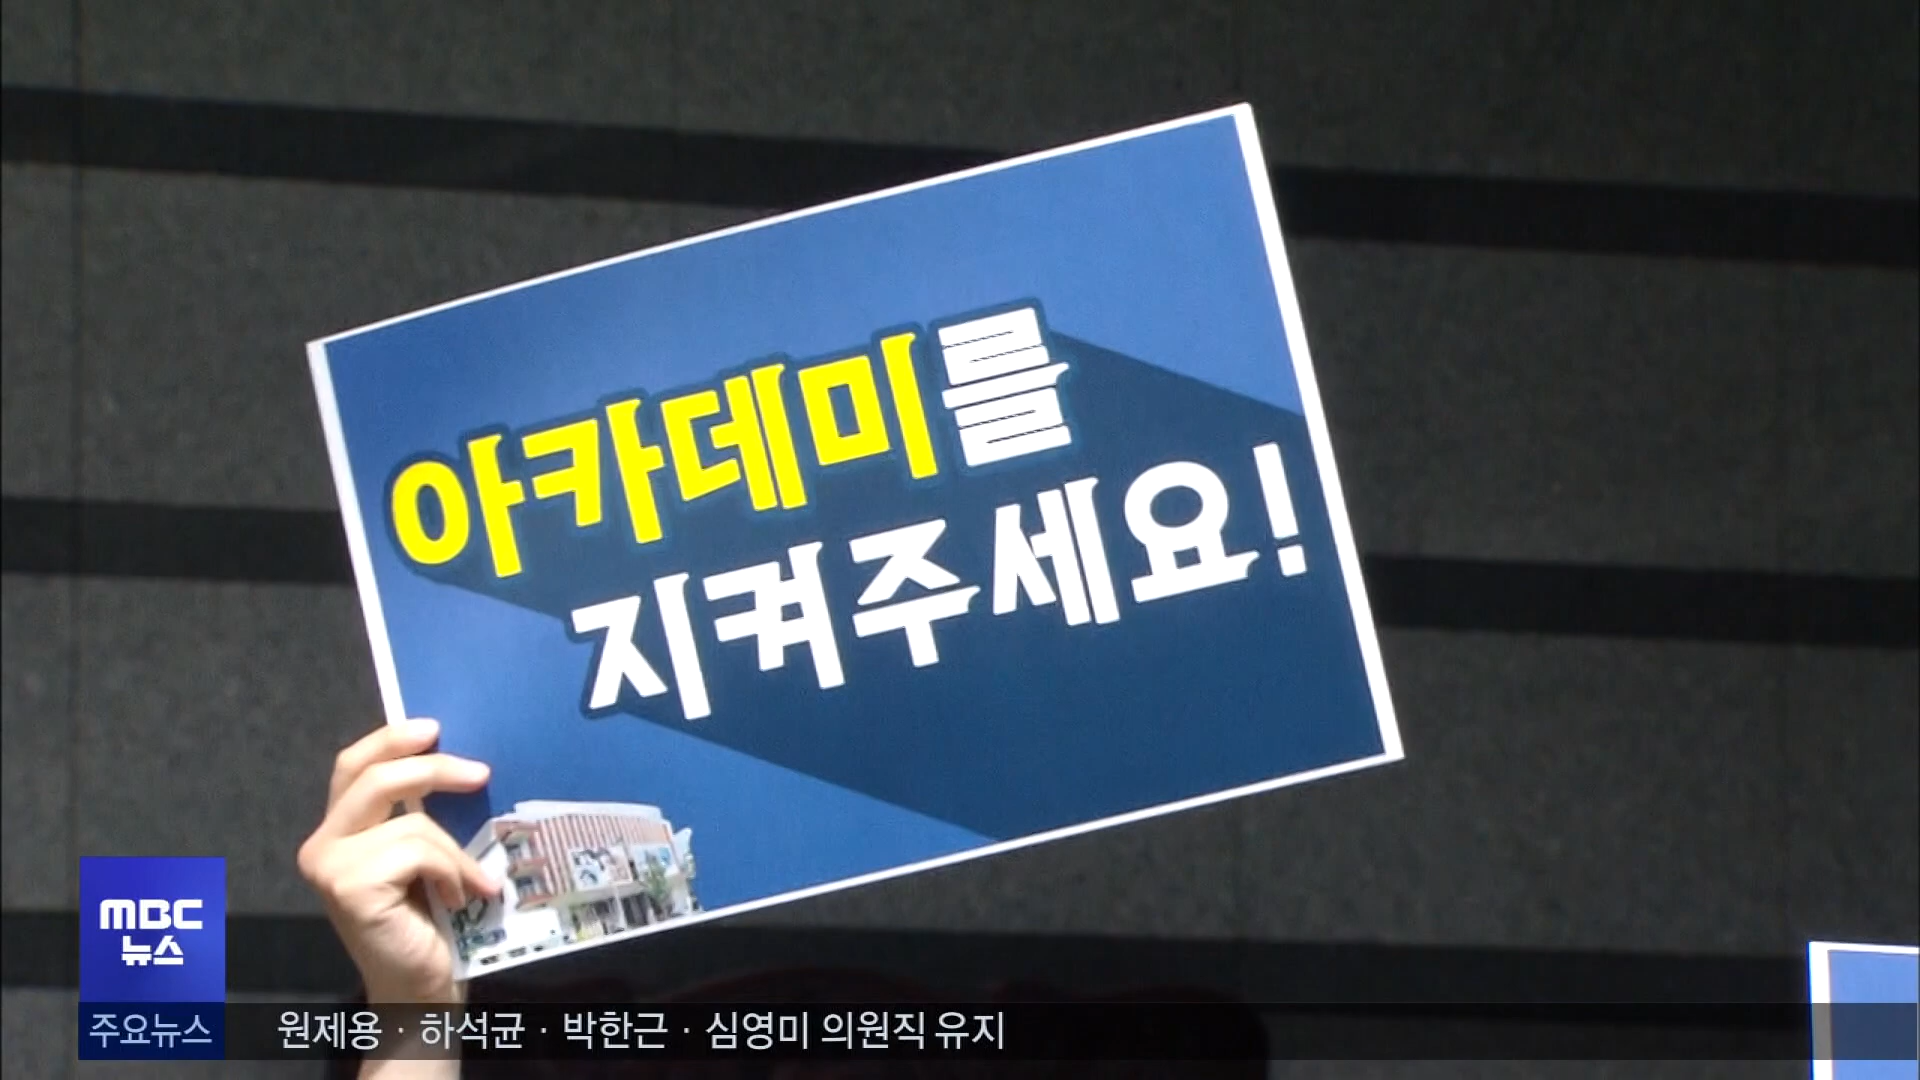 아카데미를
지켜주세요!
MBC
뉴스
주요뉴스
원제용 · 하석균 · 박한근 · 심영미 의원직 유지